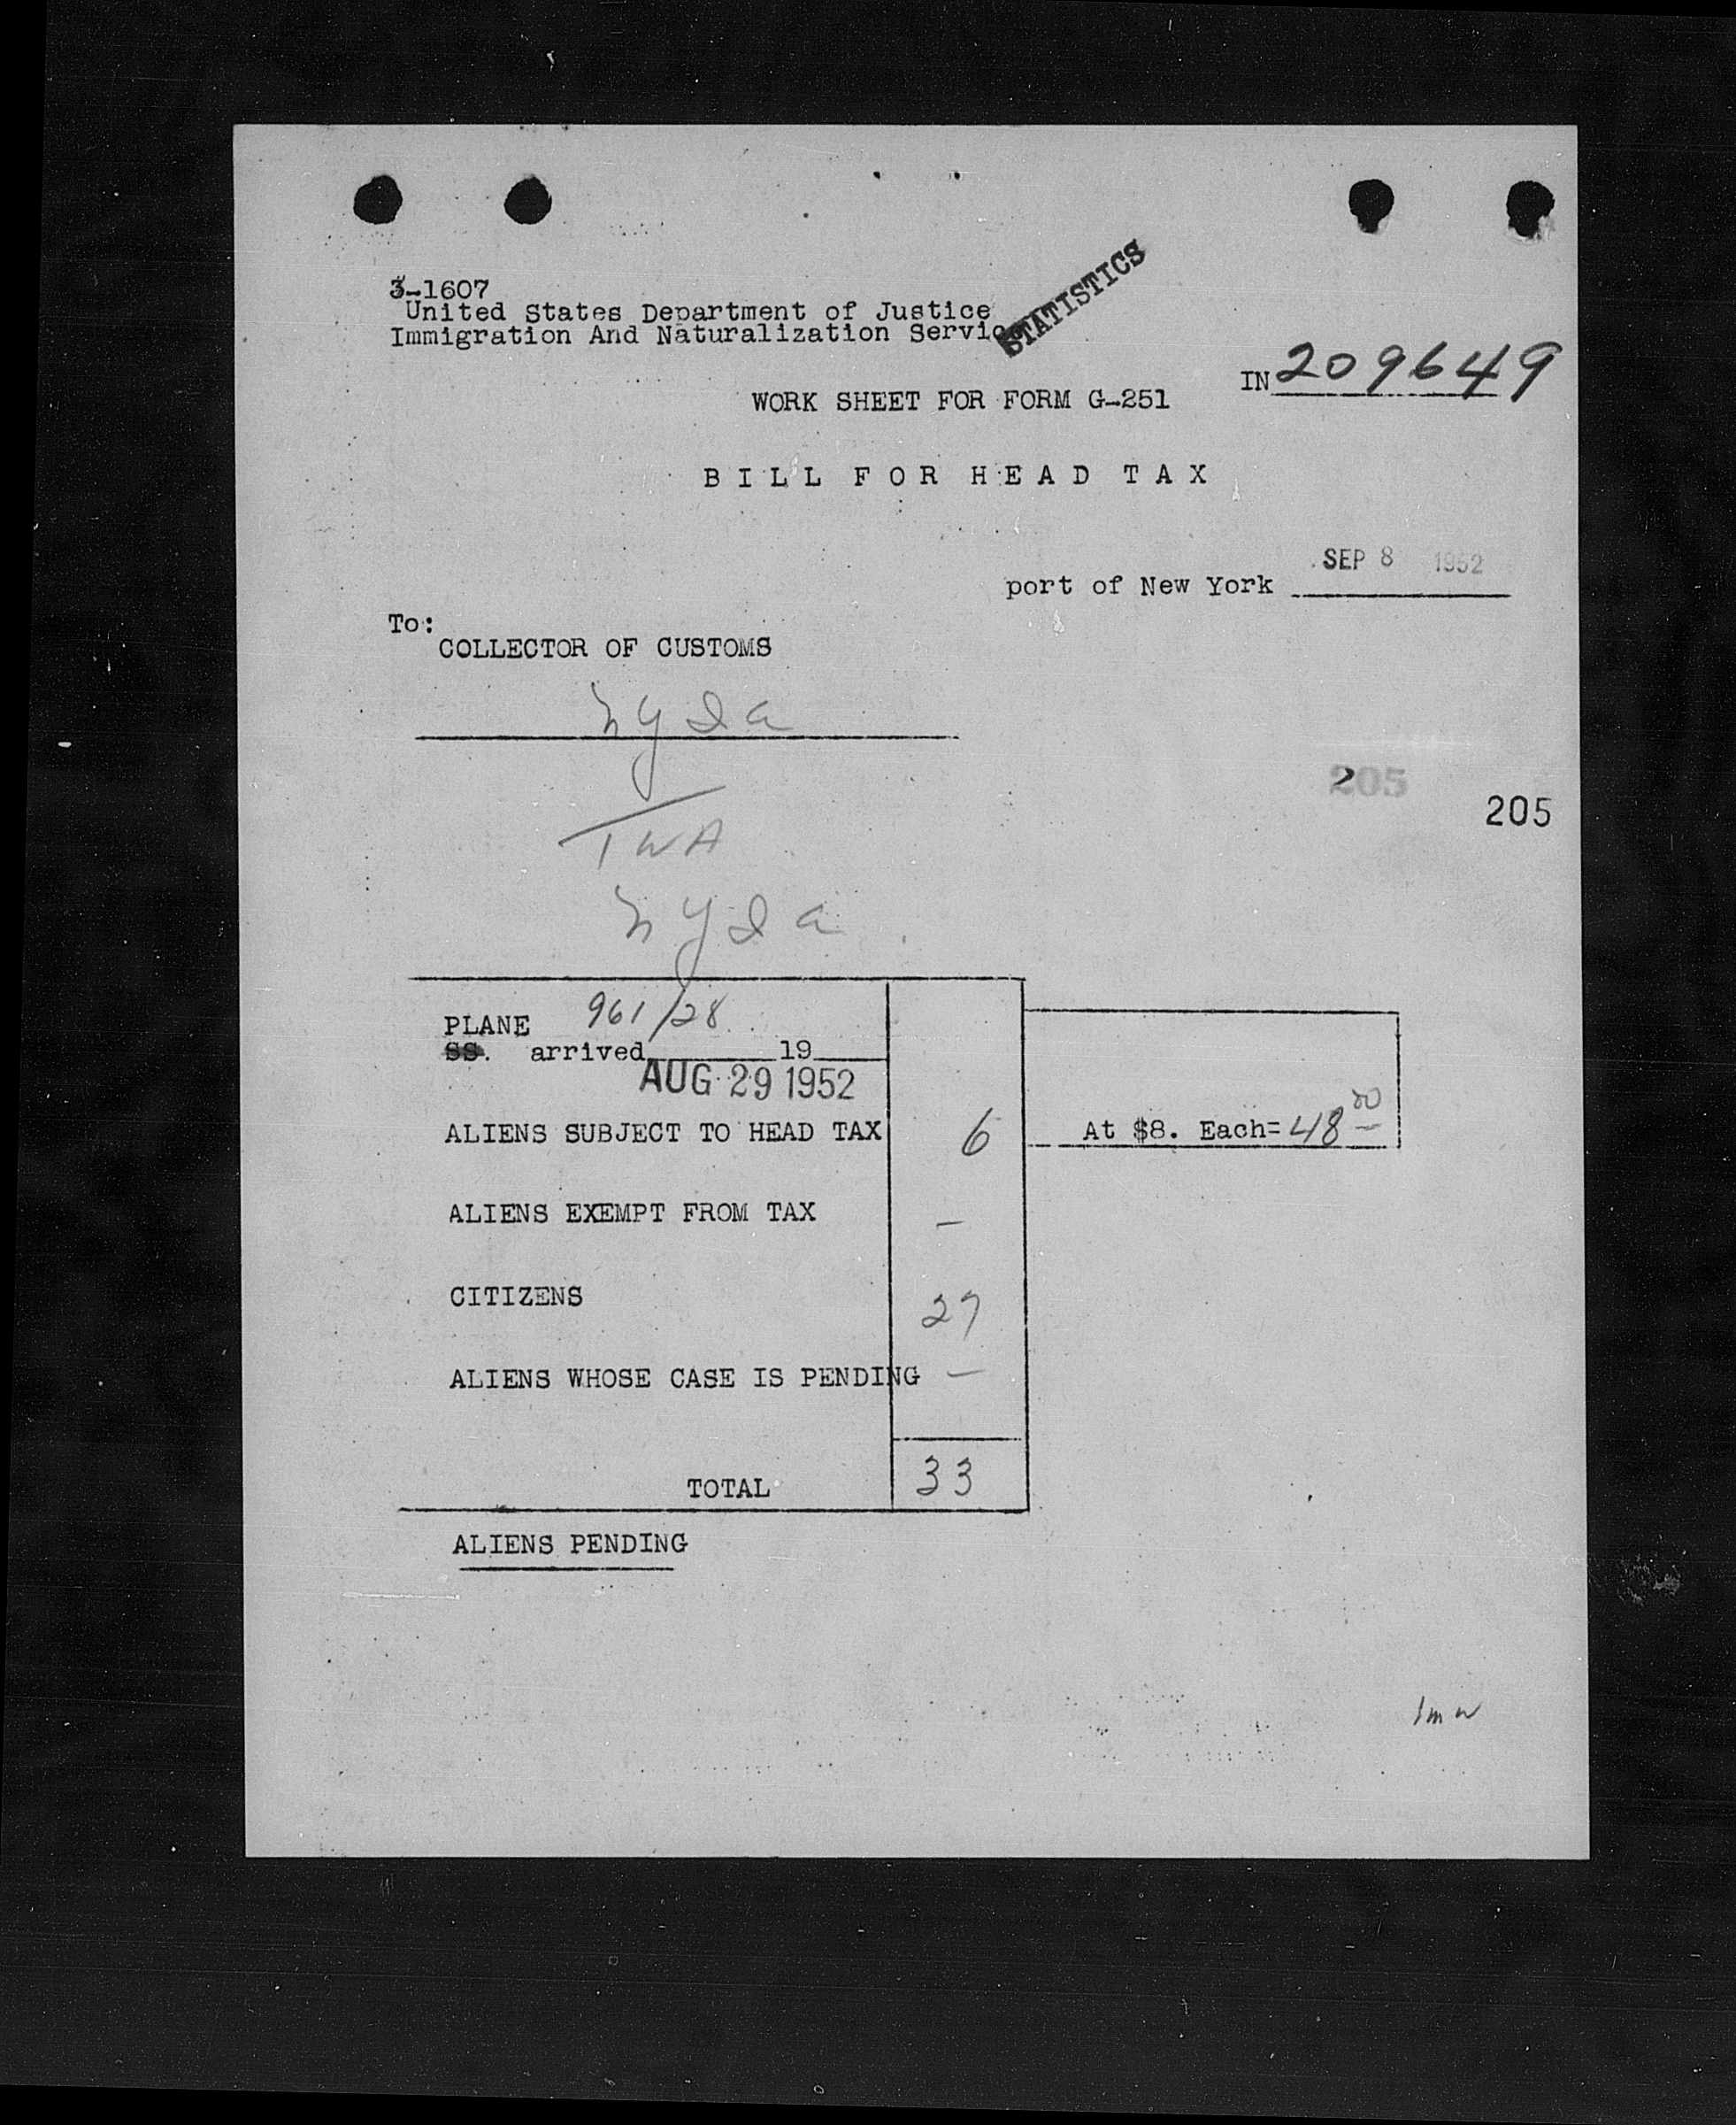 3-1607
United States Department of Justice
Immigration And Naturalization Service
STATISTICS
IN 209649
WORK SHEET FOR FORM G-251
BILL FOR HEAD TAX
SEP 8 1952
port of New York
To:
COLLECTOR OF CUSTOMS
nyia
205
205
TWA
nyia
PLANE 961/28
SS. arrived 19
AUG 29 1952
ALIENS SUBJECT TO HEAD TAX 6 At $8. Each= 48 00
ALIENS EXEMPT FROM TAX —
CITIZENS 27
ALIENS WHOSE CASE IS PENDING —
TOTAL 33
ALIENS PENDING